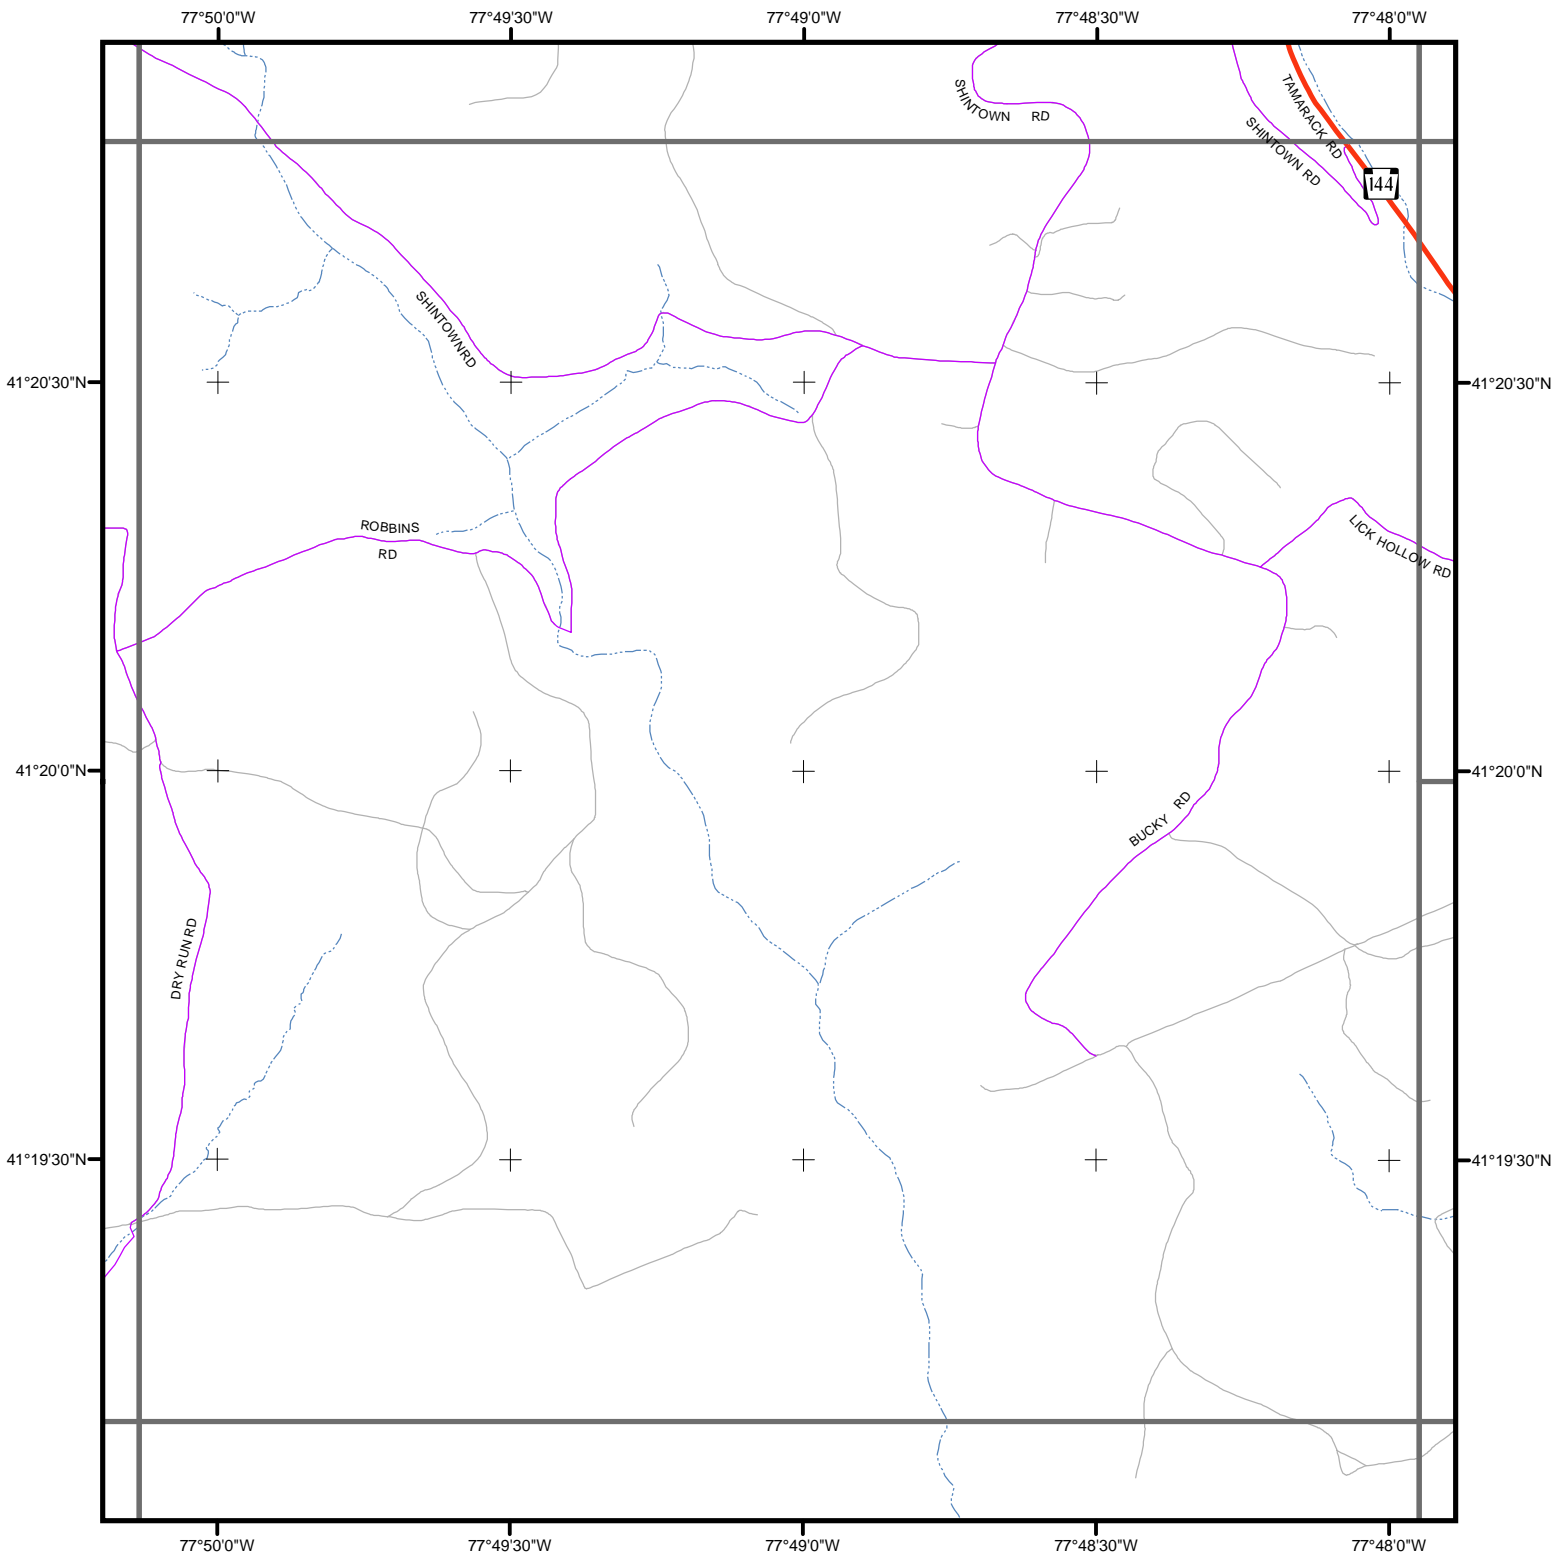 77°50'0"W 77°49'30"W 77°49'0"W 77°48'30"W 77°48'0"W
SHINTOWN RD
TAMARACK RD
SHINTOWN RD
144
SHINTOWN RD
41°20'30"N 41°20'30"N
ROBBINS
RD
LICK HOLLOW RD
41°20'0"N 41°20'0"N
BUCKY RD
DRY RUN RD
41°19'30"N 41°19'30"N
77°50'0"W 77°49'30"W 77°49'0"W 77°48'30"W 77°48'0"W